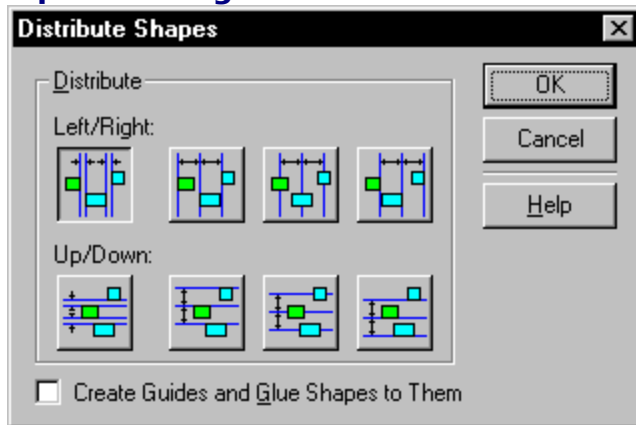 Distribute Shapes
Distribute
OK
Left/Right:
Cancel
Help
Up/Down:
Create Guides and Glue Shapes to Them